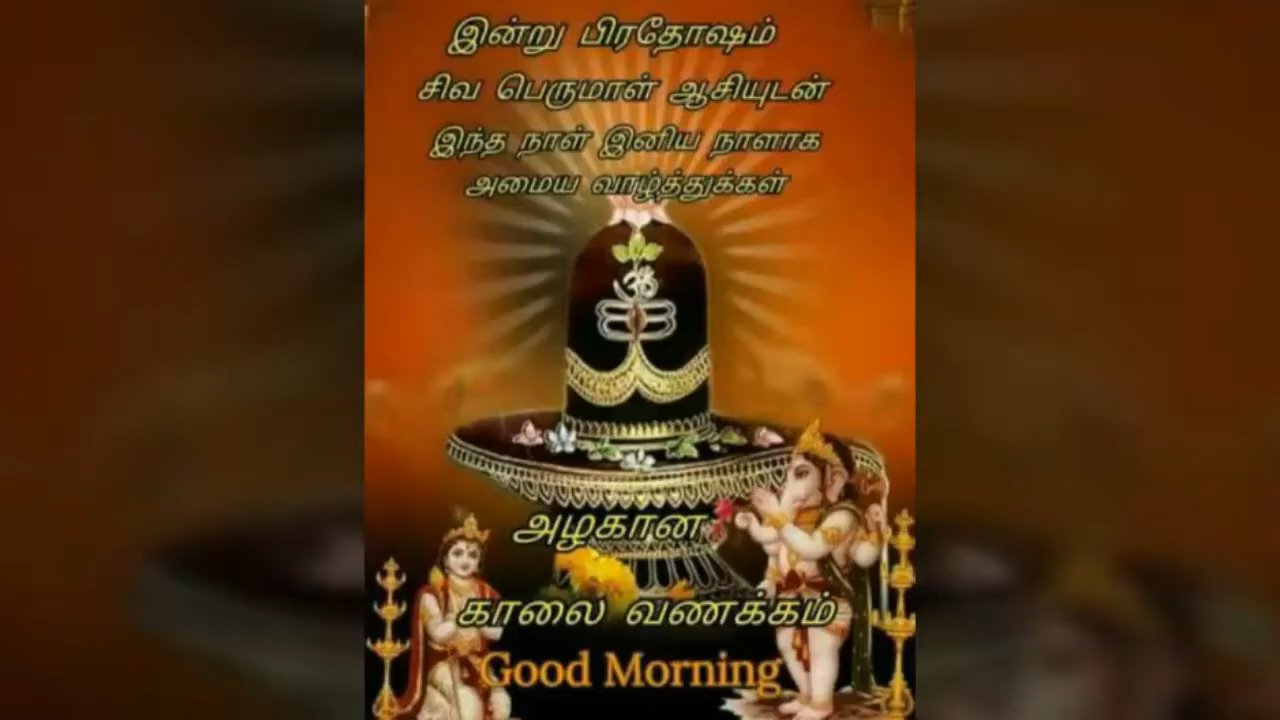 இன்று பிரதோஷம்
சிவ பெருமாள் ஆசியுடன்
இந்த நாள் இனிய நாளாக
அமைய வாழ்த்துக்கள்
ॐ
அழகான
காலை வணக்கம்
Good Morning